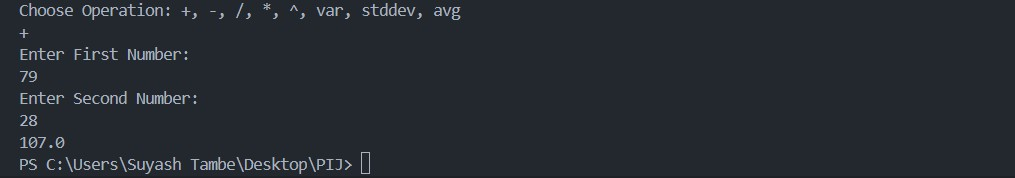 Choose Operation: +, -, /, *, ^, var, stddev, avg
+
Enter First Number:
79
Enter Second Number:
28
107.0
PS C:\Users\Suyash Tambe\Desktop\PIJ>